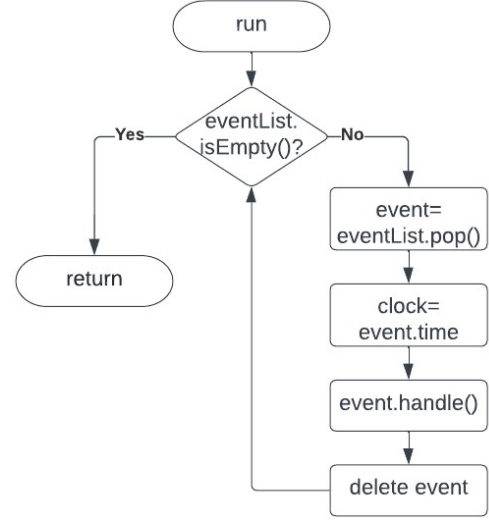 run
eventList.
isEmpty()?
Yes
No
event=
eventList.pop()
return
clock=
event.time
event.handle()
delete event